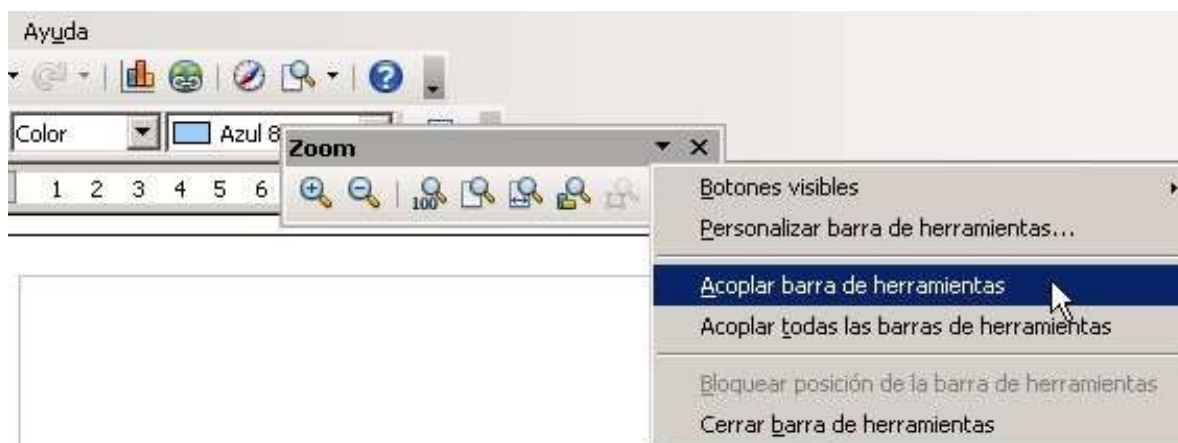 Ayuda
Color
Azul 8
Zoom
1 2 3 4 5 6
100
Botones visibles
Personalizar barra de herramientas...
Acoplar barra de herramientas
Acoplar todas las barras de herramientas
Bloquear posición de la barra de herramientas
Cerrar barra de herramientas